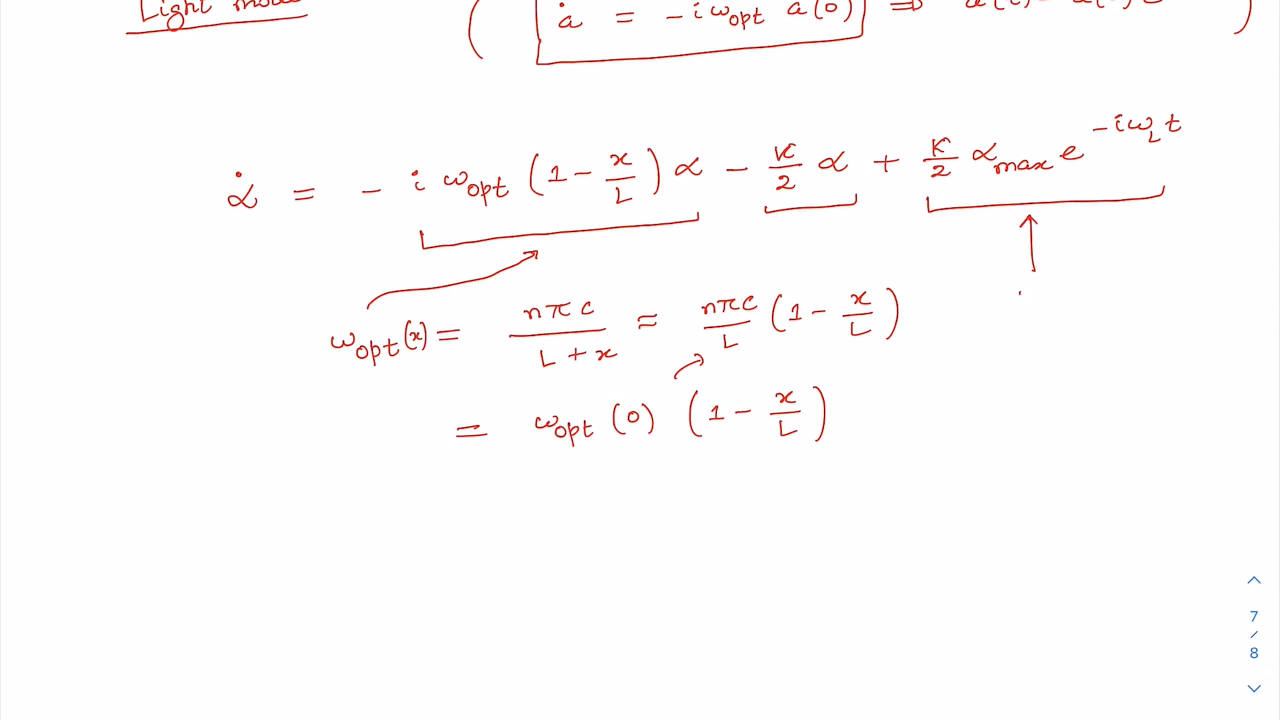 Light
( ȧ = -iω_opt a(0) ⇒ )
α̇ = - i ω_opt (1 - x/L) α - κ/2 α + κ/2 α_max e^{-iω_L t}
ω_opt(x) = nπc/(L + x) ≈ nπc/L (1 - x/L)
= ω_opt (0) (1 - x/L)
7
/
8